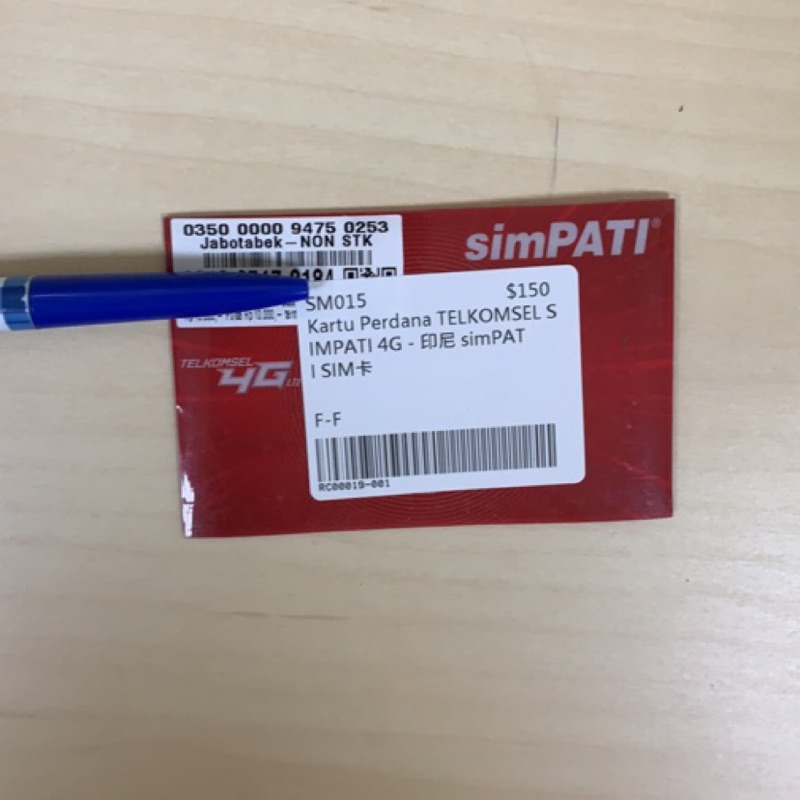 0350 0000 9475 0253
Jabotabek-NON STK
simPATI®
SM015 $150
Kartu Perdana TELKOMSEL S
IMPATI 4G - 印尼 simPAT
I SIM卡
TELKOMSEL
4G LTE
F-F
RC00019-001